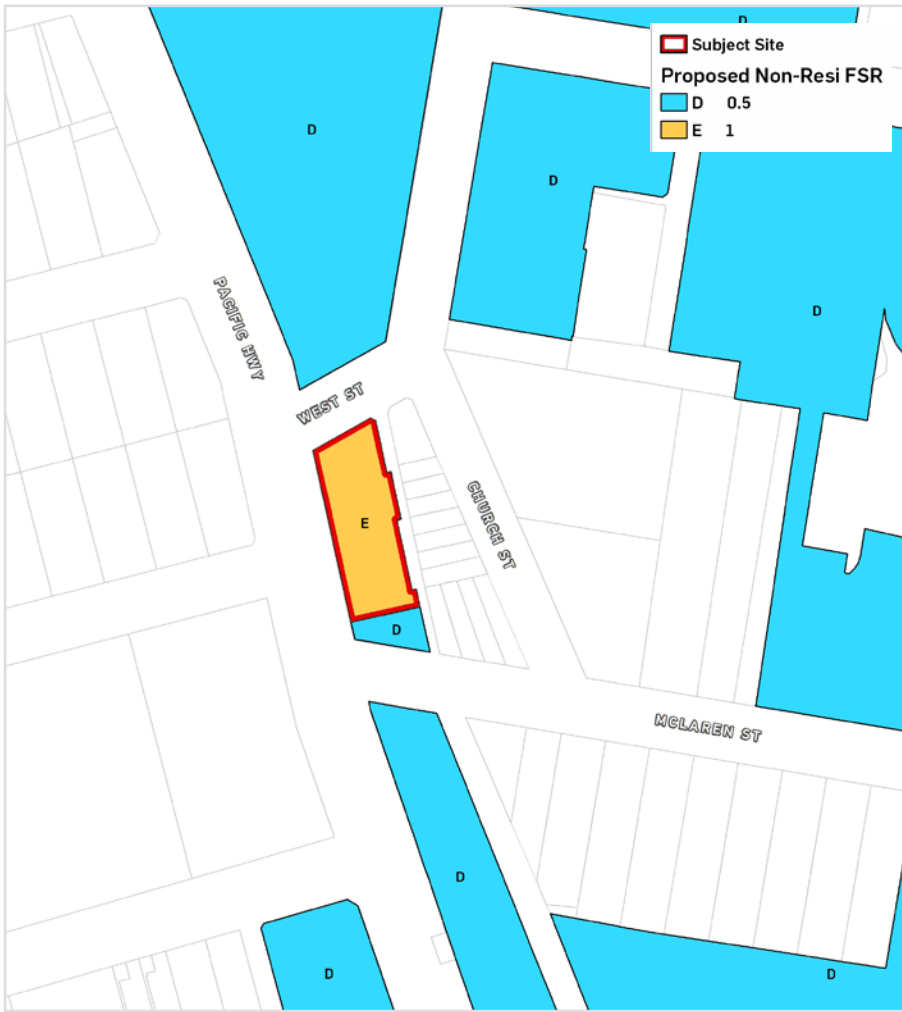 D
Subject Site
Proposed Non-Resi FSR
D 0.5
E 1
D
D
D
PACIFIC HWY
WEST ST
E
CHURCH ST
D
MCLAREN ST
D
D
D